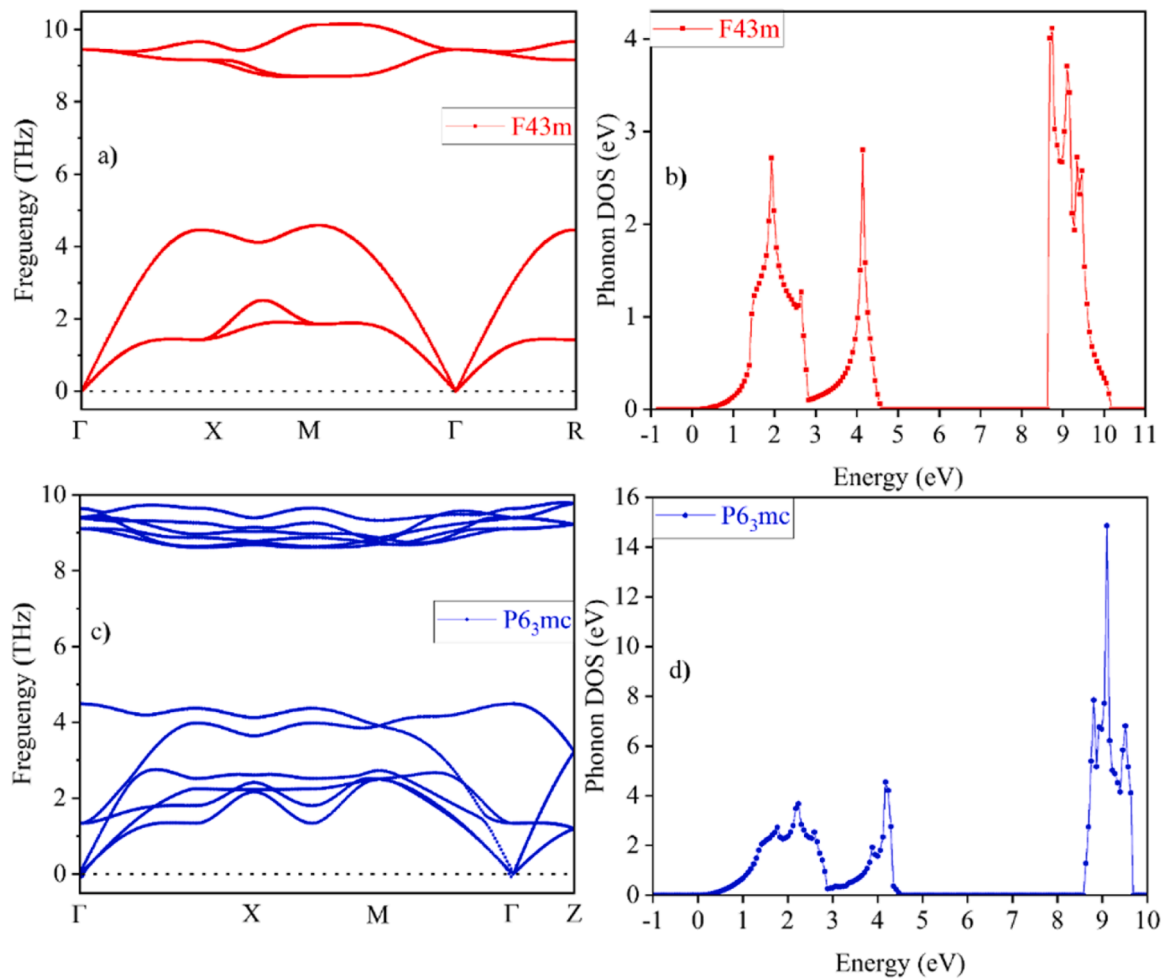 10
8
6
4
2
0
Freguengy (THz)
a)
F43m
Γ X M Γ R
4
3
2
1
0
Phonon DOS (eV)
F43m
b)
-1 0 1 2 3 4 5 6 7 8 9 10 11
Energy (eV)
10
8
6
4
2
0
Freguengy (THz)
c)
P6₃mc
Γ X M Γ Z
16
14
12
10
8
6
4
2
0
Phonon DOS (eV)
P6₃mc
d)
-1 0 1 2 3 4 5 6 7 8 9 10
Energy (eV)